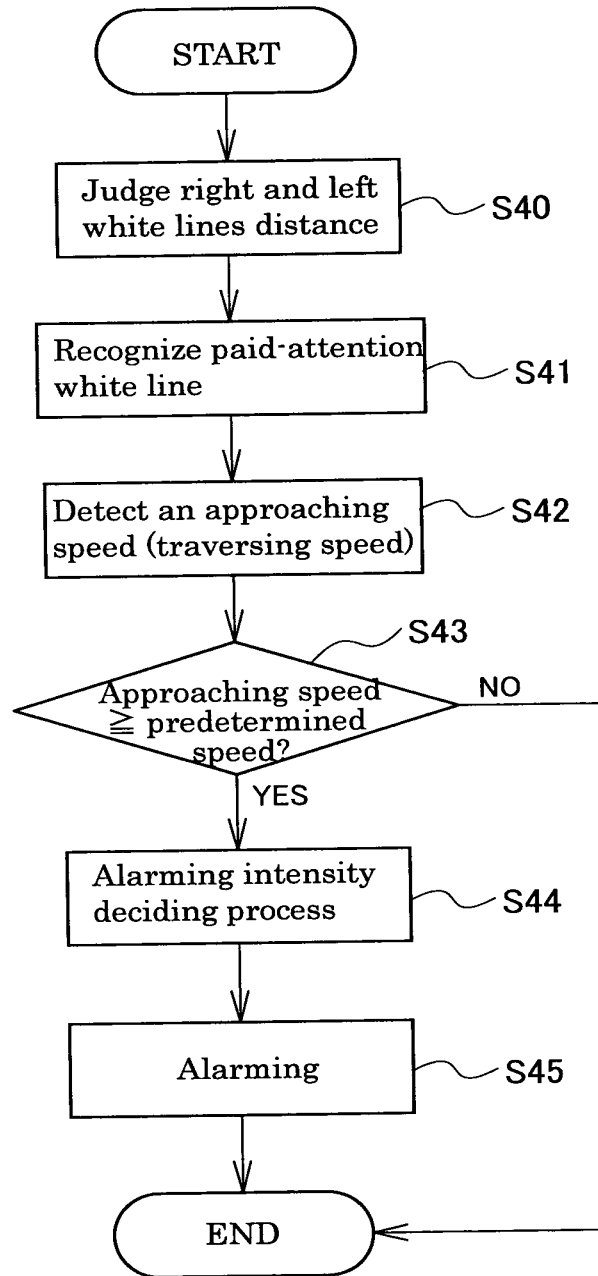 START
Judge right and left
white lines distance
S40
Recognize paid-attention
white line
S41
Detect an approaching
speed (traversing speed)
S42
S43
Approaching speed
≧ predetermined
speed?
NO
YES
Alarming intensity
deciding process
S44
Alarming
S45
END